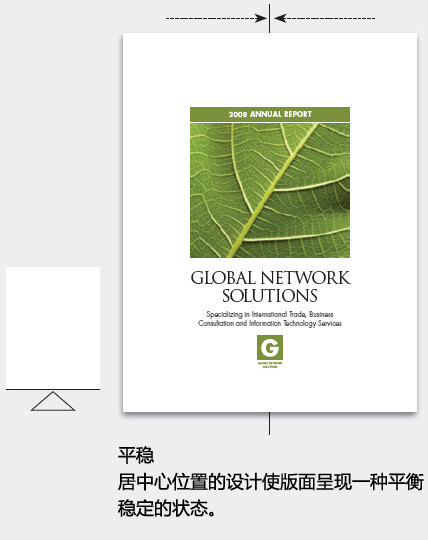 2008 ANNUAL REPORT
GLOBAL NETWORK
SOLUTIONS
Specializing in International Trade, Business
Consultation and Information Technology Services
G
GLOBAL NETWORK
SOLUTIONS
平稳
居中心位置的设计使版面呈现一种平衡
稳定的状态。